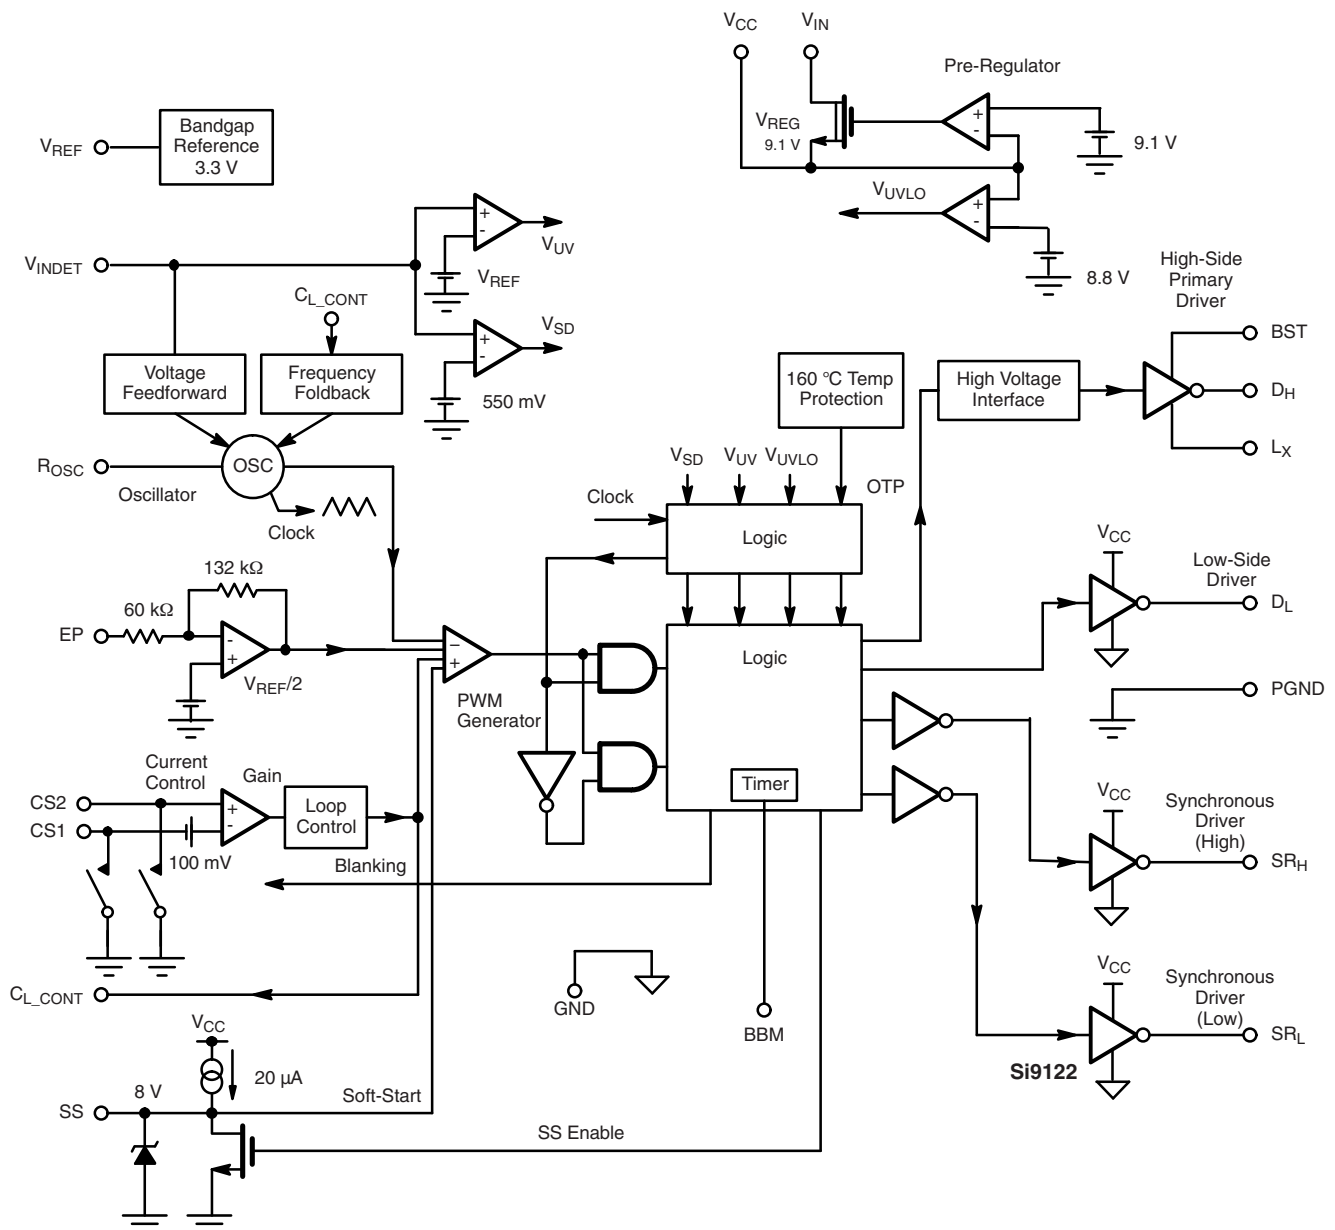 VCC
VIN
Pre-Regulator
VREG
9.1 V
+
-
9.1 V
VREF
Bandgap
Reference
3.3 V
VUVLO
+
-
8.8 V
VINDET
+
-
VUV
VREF
CL_CONT
VSD
+
-
550 mV
Voltage
Feedforward
Frequency
Foldback
High-Side
Primary
Driver
BST
DH
LX
160 °C Temp
Protection
High Voltage
Interface
ROSC
OSC
Oscillator
Clock
VSD
VUV
VUVLO
OTP
Clock
Logic
VCC
Low-Side
Driver
DL
132 kΩ
60 kΩ
EP
-
+
VREF/2
−
+
PWM
Generator
Logic
Timer
PGND
Current
Control
Gain
CS2
CS1
+
-
Loop
Control
100 mV
Blanking
VCC
Synchronous
Driver
(High)
SRH
CL_CONT
GND
BBM
VCC
Synchronous
Driver
(Low)
SRL
Si9122
VCC
20 µA
8 V
SS
Soft-Start
SS Enable